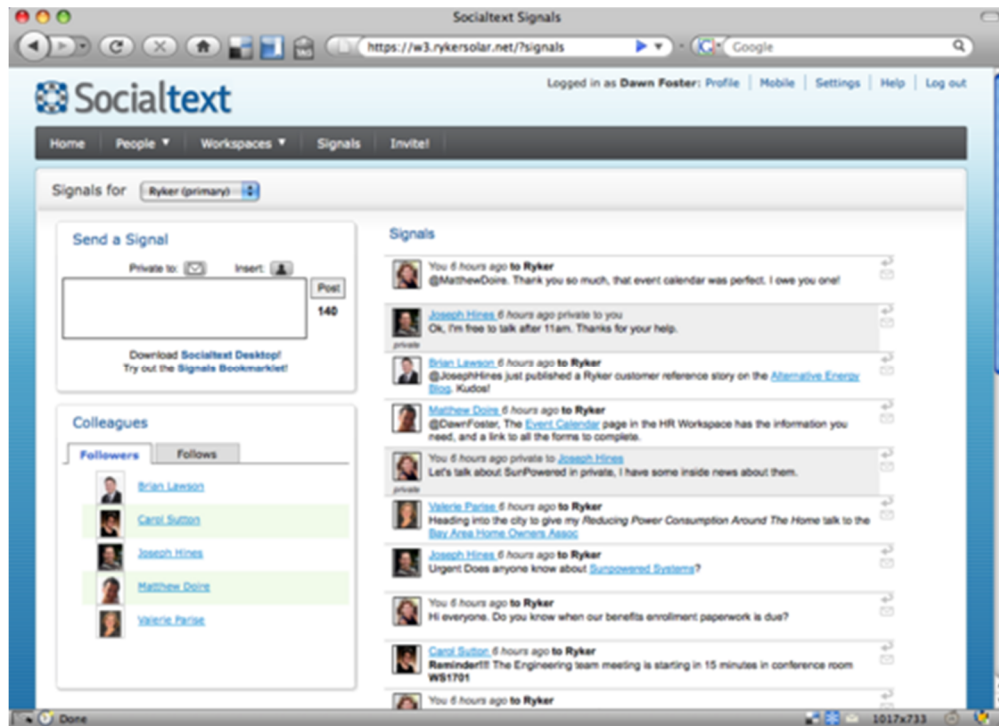 Socialtext Signals
https://w3.rykersolar.net/?signals
Google
Socialtext
Logged in as Dawn Foster: Profile | Mobile | Settings | Help | Log out
Home People Workspaces Signals Invite!
Signals for Ryker (primary)
Send a Signal
Private to: Insert:
Post
140
Download Socialtext Desktop!
Try out the Signals Bookmarklet!
Colleagues
Followers Follows
Brian Lawson
Carol Sutton
Joseph Hines
Matthew Doire
Valerie Parise
Signals
You 6 hours ago to Ryker
@MatthewDoire. Thank you so much, that event calendar was perfect. I owe you one!
Joseph Hines 6 hours ago private to you
Ok, I'm free to talk after 11am. Thanks for your help.
private
Brian Lawson 6 hours ago to Ryker
@JosephHines just published a Ryker customer reference story on the Alternative Energy
Blog. Kudos!
Matthew Doire 6 hours ago to Ryker
@DawnFoster, The Event Calendar page in the HR Workspace has the information you
need, and a link to all the forms to complete.
You 6 hours ago private to Joseph Hines
Let's talk about SunPowered in private, I have some inside news about them.
private
Valerie Parise 6 hours ago to Ryker
Heading into the city to give my Reducing Power Consumption Around The Home talk to the
Bay Area Home Owners Assoc
Joseph Hines 6 hours ago to Ryker
Urgent Does anyone know about Sunpowered Systems?
You 6 hours ago to Ryker
Hi everyone. Do you know when our benefits enrollment paperwork is due?
Carol Sutton 6 hours ago to Ryker
Reminder!!! The Engineering team meeting is starting in 15 minutes in conference room
WS1701
You 6 hours ago to Ryker
Done
1017x733